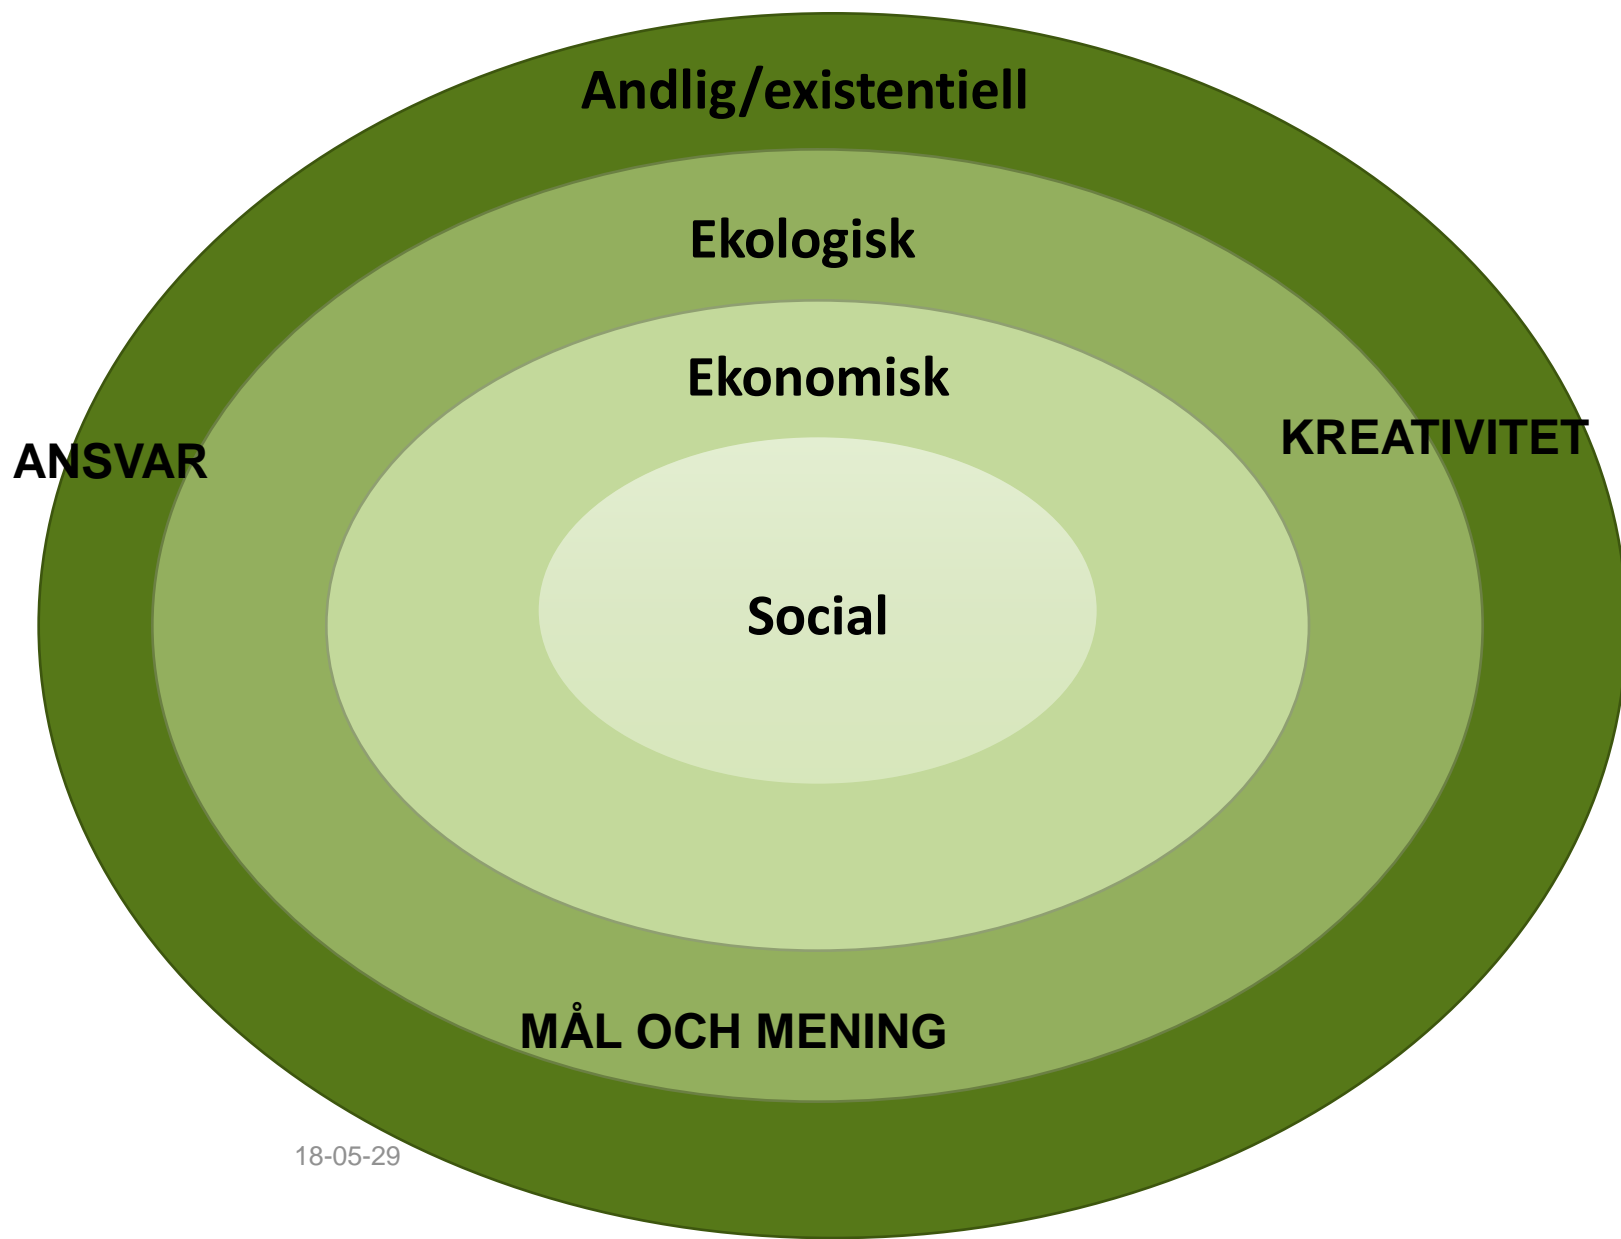 Andlig/existentiell
Ekologisk
Ekonomisk
KREATIVITET
ANSVAR
Social
MÅL OCH MENING
18-05-29